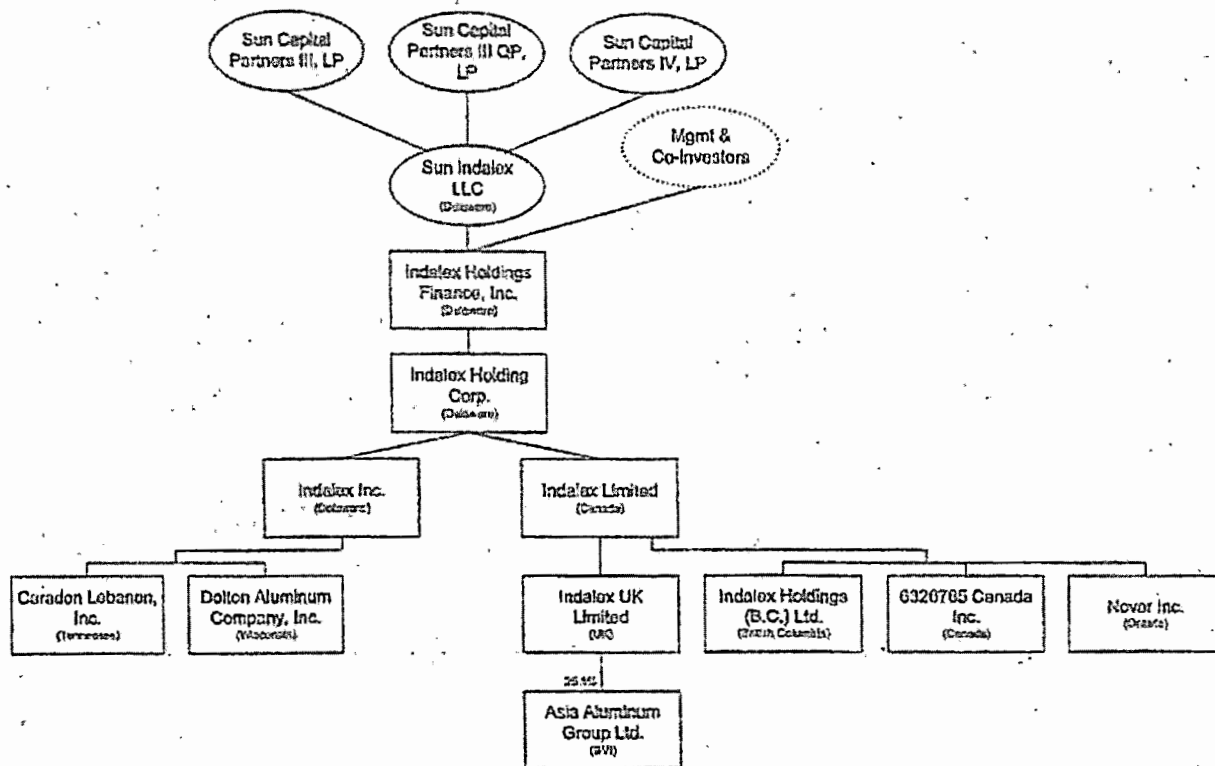 Sun Capital
Partners III, LP
Sun Capital
Partners III QP,
LP
Sun Capital
Partners IV, LP
Mgmt &
Co-Investors
Sun Indalex
LLC
(Delaware)
Indalex Holdings
Finance, Inc.
(Delaware)
Indalex Holding
Corp.
(Delaware)
Indalex Inc.
(Delaware)
Indalex Limited
(Canada)
Caradon Lebanon,
Inc.
(Tennessee)
Dolton Aluminum
Company, Inc.
(Wisconsin)
Indalex UK
Limited
(UK)
Indalex Holdings
(B.C.) Ltd.
(British Columbia)
6320765 Canada
Inc.
(Canada)
Novar Inc.
(Ontario)
Asia Aluminum
Group Ltd.
(BVI)